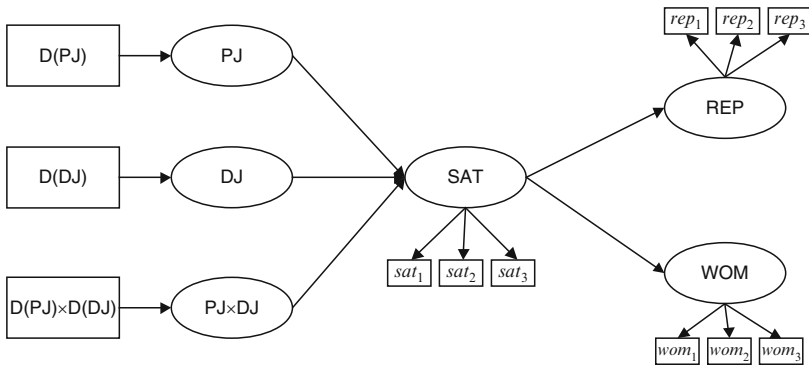 rep₁ rep₂ rep₃
D(PJ) PJ
REP
D(DJ) DJ SAT
sat₁ sat₂ sat₃
WOM
D(PJ)×D(DJ) PJ×DJ
wom₁ wom₂ wom₃